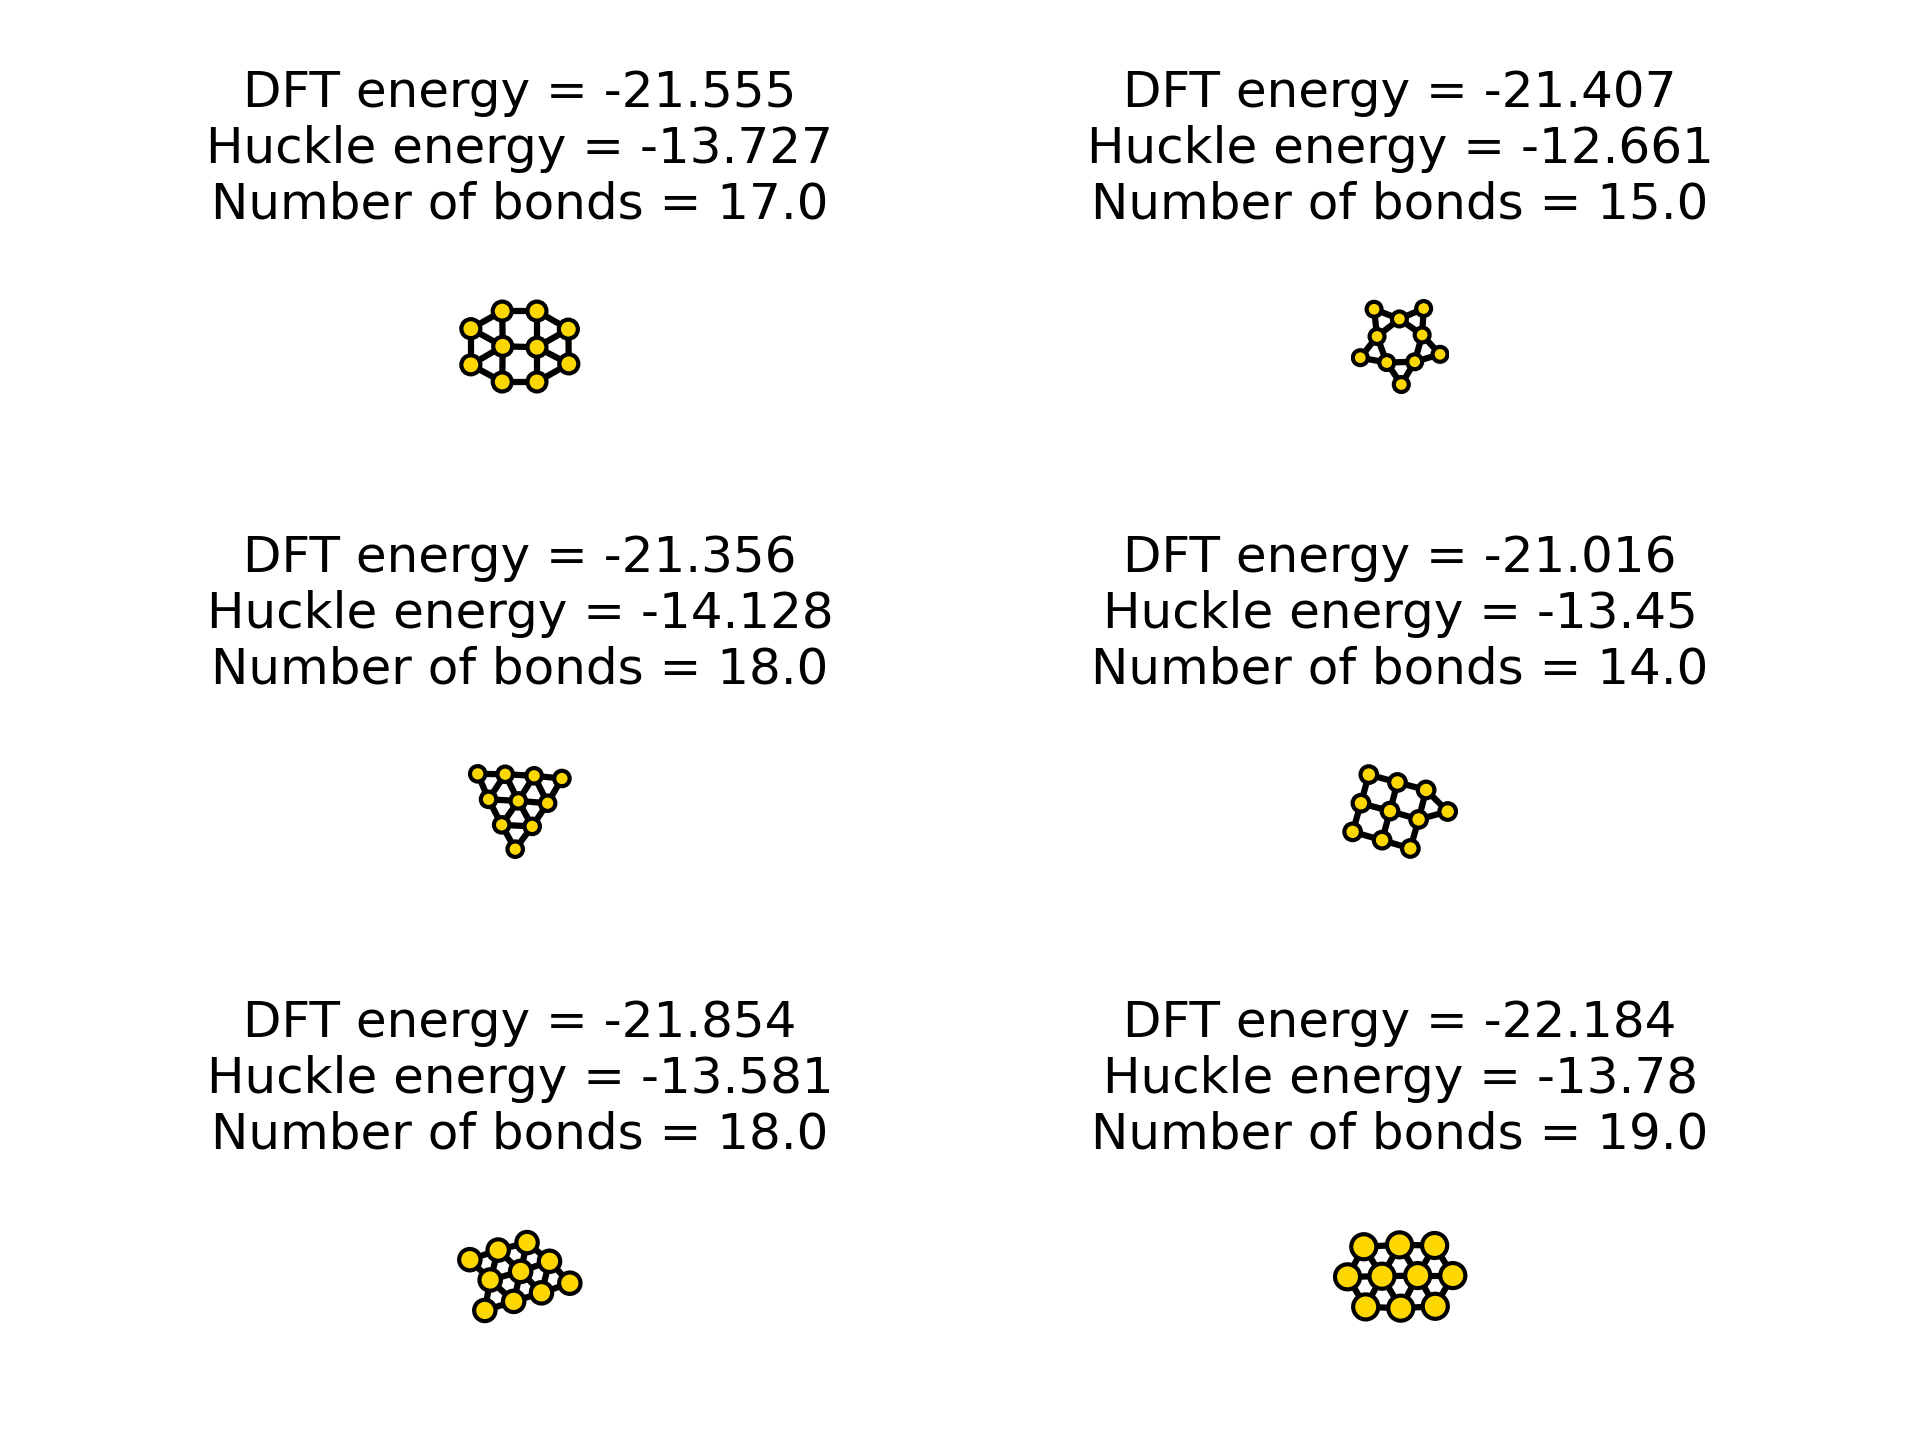 DFT energy = -21.555
Huckle energy = -13.727
Number of bonds = 17.0
DFT energy = -21.407
Huckle energy = -12.661
Number of bonds = 15.0
DFT energy = -21.356
Huckle energy = -14.128
Number of bonds = 18.0
DFT energy = -21.016
Huckle energy = -13.45
Number of bonds = 14.0
DFT energy = -21.854
Huckle energy = -13.581
Number of bonds = 18.0
DFT energy = -22.184
Huckle energy = -13.78
Number of bonds = 19.0